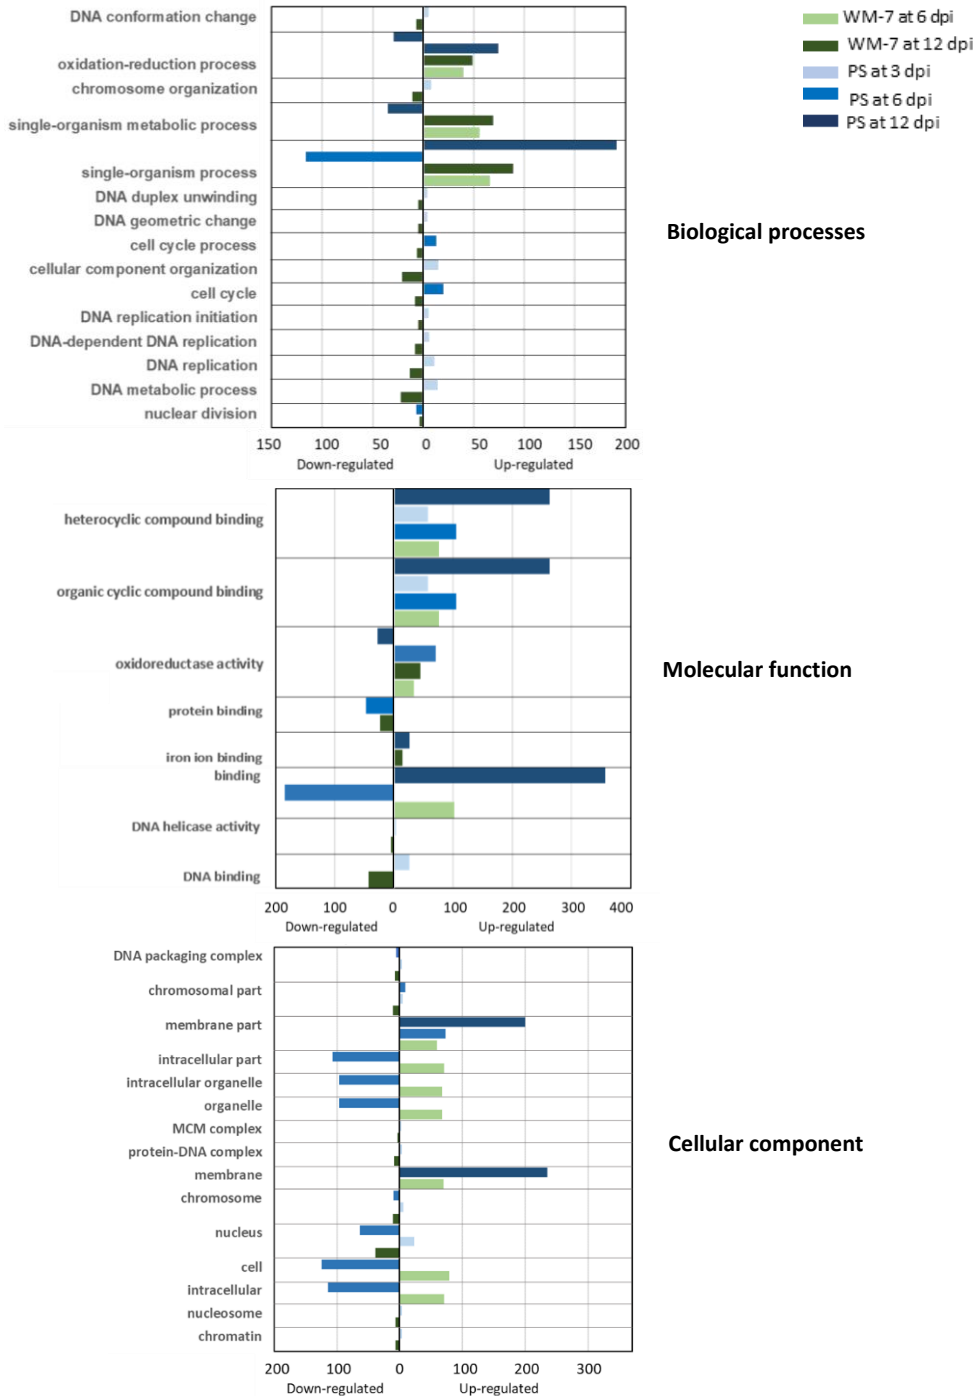 WM-7 at 6 dpi
WM-7 at 12 dpi
PS at 3 dpi
PS at 6 dpi
PS at 12 dpi
DNA conformation change
oxidation-reduction process
chromosome organization
single-organism metabolic process
single-organism process
DNA duplex unwinding
DNA geometric change
cell cycle process
cellular component organization
cell cycle
DNA replication initiation
DNA-dependent DNA replication
DNA replication
DNA metabolic process
nuclear division
150 100 50 0 50 100 150 200
Down-regulated Up-regulated
Biological processes
heterocyclic compound binding
organic cyclic compound binding
oxidoreductase activity
protein binding
iron ion binding
binding
DNA helicase activity
DNA binding
200 100 0 100 200 300 400
Down-regulated Up-regulated
Molecular function
DNA packaging complex
chromosomal part
membrane part
intracellular part
intracellular organelle
organelle
MCM complex
protein-DNA complex
membrane
chromosome
nucleus
cell
intracellular
nucleosome
chromatin
200 100 0 100 200 300
Down-regulated Up-regulated
Cellular component